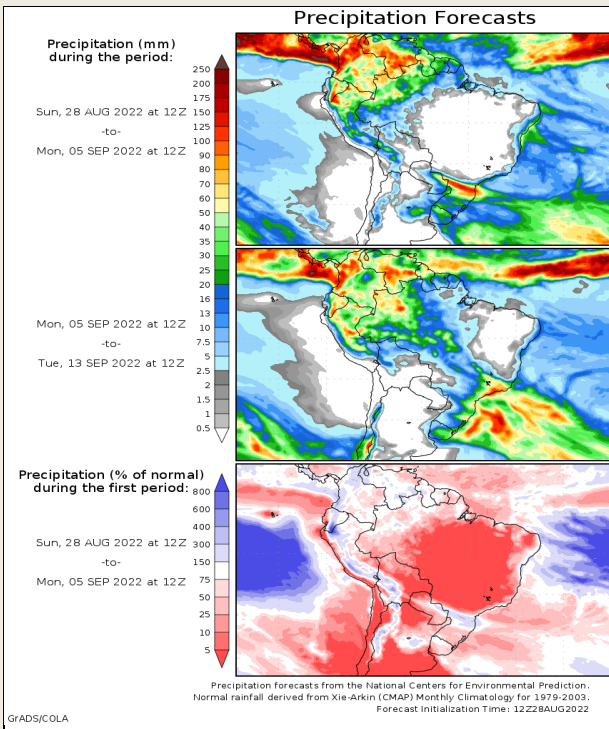 Precipitation Forecasts
Precipitation (mm)
during the period:
250
200
175
150
125
100
90
80
70
60
50
40
35
30
25
20
16
13
10
7.5
5
2.5
2
1.5
1
0.5
Sun, 28 AUG 2022 at 12Z
-to-
Mon, 05 SEP 2022 at 12Z
Mon, 05 SEP 2022 at 12Z
-to-
Tue, 13 SEP 2022 at 12Z
Precipitation (% of normal)
during the first period:
800
600
400
300
150
75
50
25
10
5
Sun, 28 AUG 2022 at 12Z
-to-
Mon, 05 SEP 2022 at 12Z
Precipitation forecasts from the National Centers for Environmental Prediction.
Normal rainfall derived from Xie-Arkin (CMAP) Monthly Climatology for 1979-2003.
Forecast Initialization Time: 12Z28AUG2022
GrADS/COLA